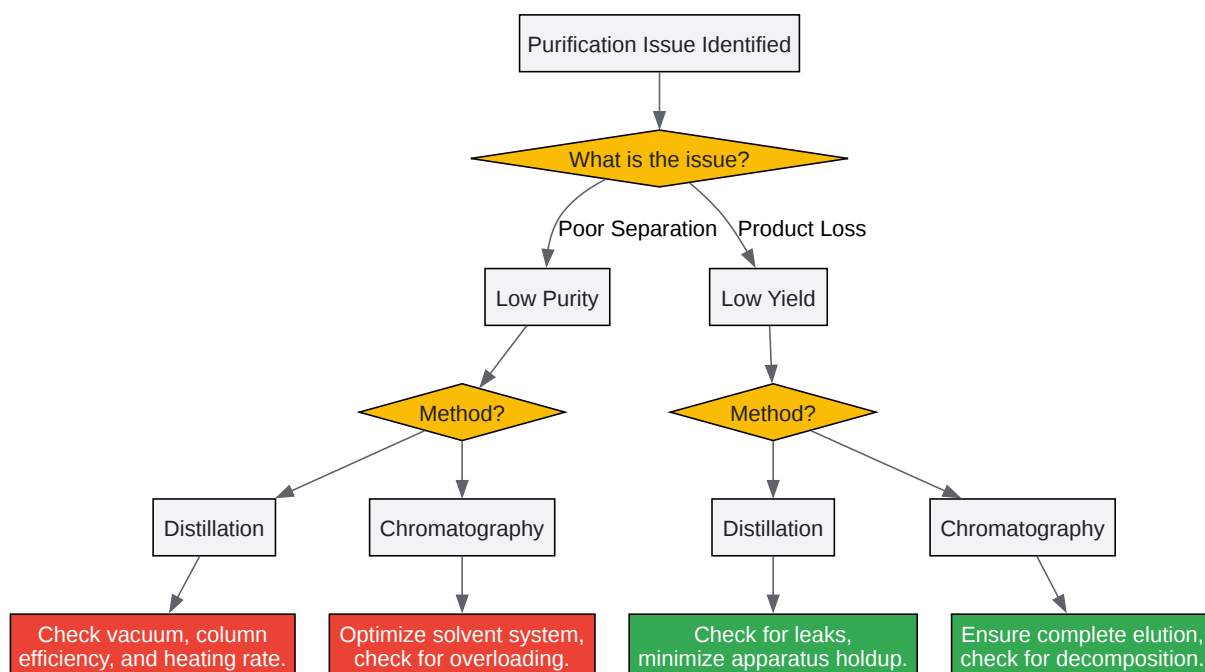 Purification Issue Identified
What is the issue?
Poor Separation
Product Loss
Low Purity
Low Yield
Method?
Method?
Distillation
Chromatography
Distillation
Chromatography
Check vacuum, column
efficiency, and heating rate.
Optimize solvent system,
check for overloading.
Check for leaks,
minimize apparatus holdup.
Ensure complete elution,
check for decomposition.